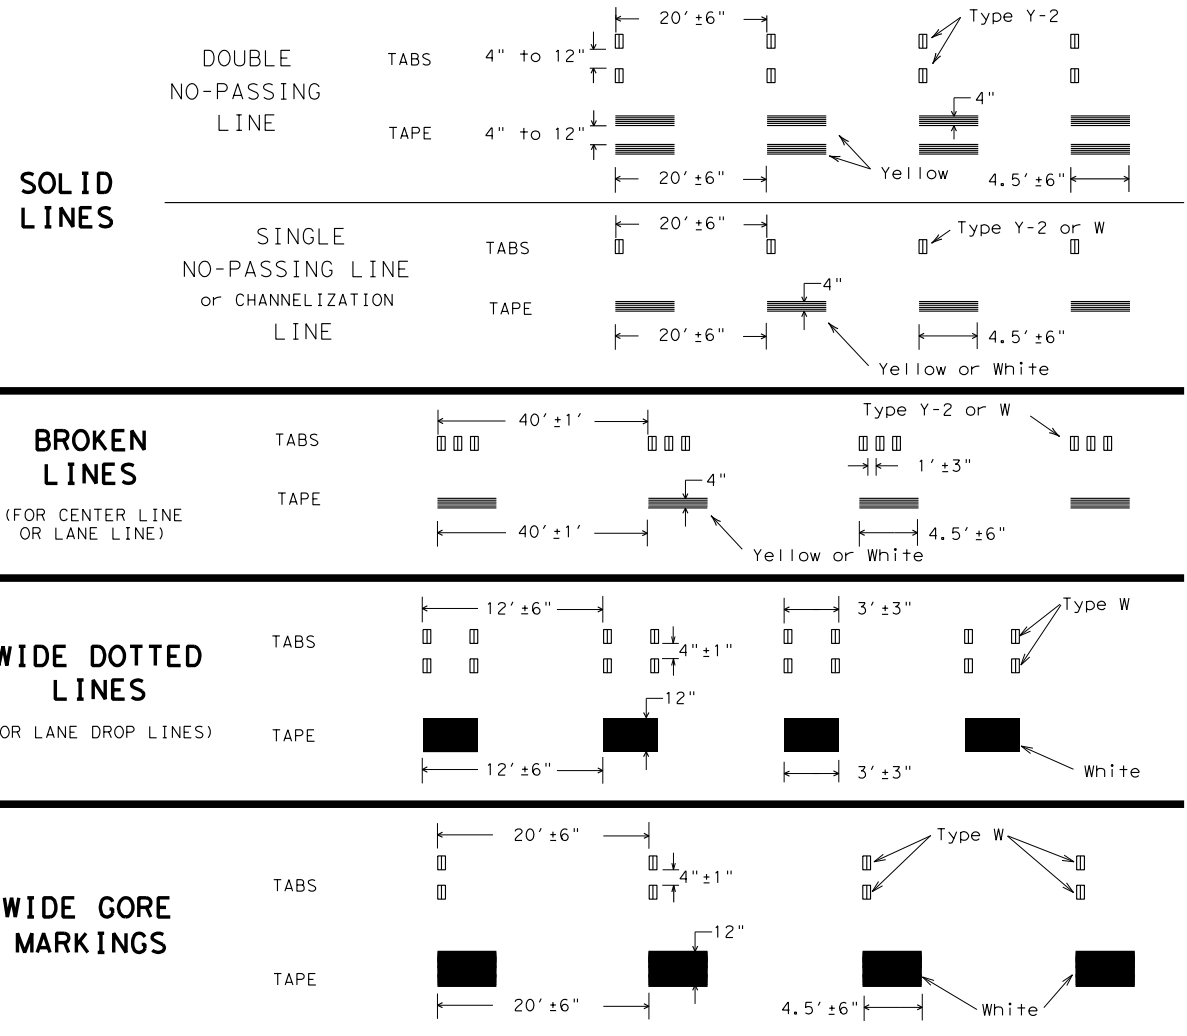 SOLID
LINES
DOUBLE
NO-PASSING
LINE
TABS
4" to 12"
20'±6"
Type Y-2
TAPE
4" to 12"
4"
Yellow
20'±6"
4.5'±6"
SINGLE
NO-PASSING LINE
or CHANNELIZATION
LINE
TABS
20'±6"
Type Y-2 or W
TAPE
4"
20'±6"
4.5'±6"
Yellow or White
BROKEN
LINES
(FOR CENTER LINE
OR LANE LINE)
TABS
40'±1'
Type Y-2 or W
1'±3"
TAPE
4"
40'±1'
4.5'±6"
Yellow or White
WIDE DOTTED
LINES
OR LANE DROP LINES)
TABS
12'±6"
3'±3"
Type W
4"±1"
TAPE
12"
12'±6"
3'±3"
White
WIDE GORE
MARKINGS
TABS
20'±6"
Type W
4"±1"
TAPE
12"
20'±6"
4.5'±6"
White